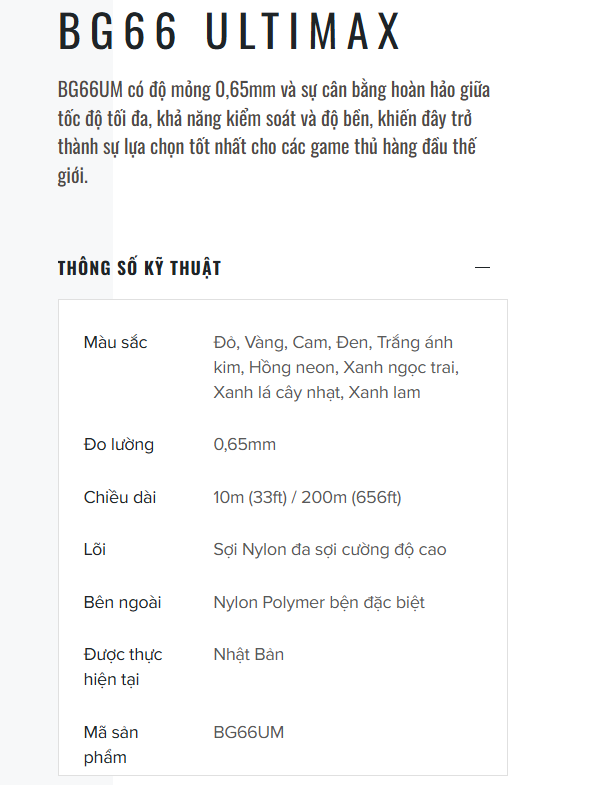 BG66 ULTIMAX
BG66UM có độ mỏng 0,65mm và sự cân bằng hoàn hảo giữa
tốc độ tối đa, khả năng kiểm soát và độ bền, khiến đây trở
thành sự lựa chọn tốt nhất cho các game thủ hàng đầu thế
giới.
THÔNG SỐ KỸ THUẬT
Màu sắc
Đỏ, Vàng, Cam, Đen, Trắng ánh
kim, Hồng neon, Xanh ngọc trai,
Xanh lá cây nhạt, Xanh lam
Đo lường
0,65mm
Chiều dài
10m (33ft) / 200m (656ft)
Lõi
Sợi Nylon đa sợi cường độ cao
Bên ngoài
Nylon Polymer bện đặc biệt
Được thực
hiện tại
Nhật Bản
Mã sản
phẩm
BG66UM